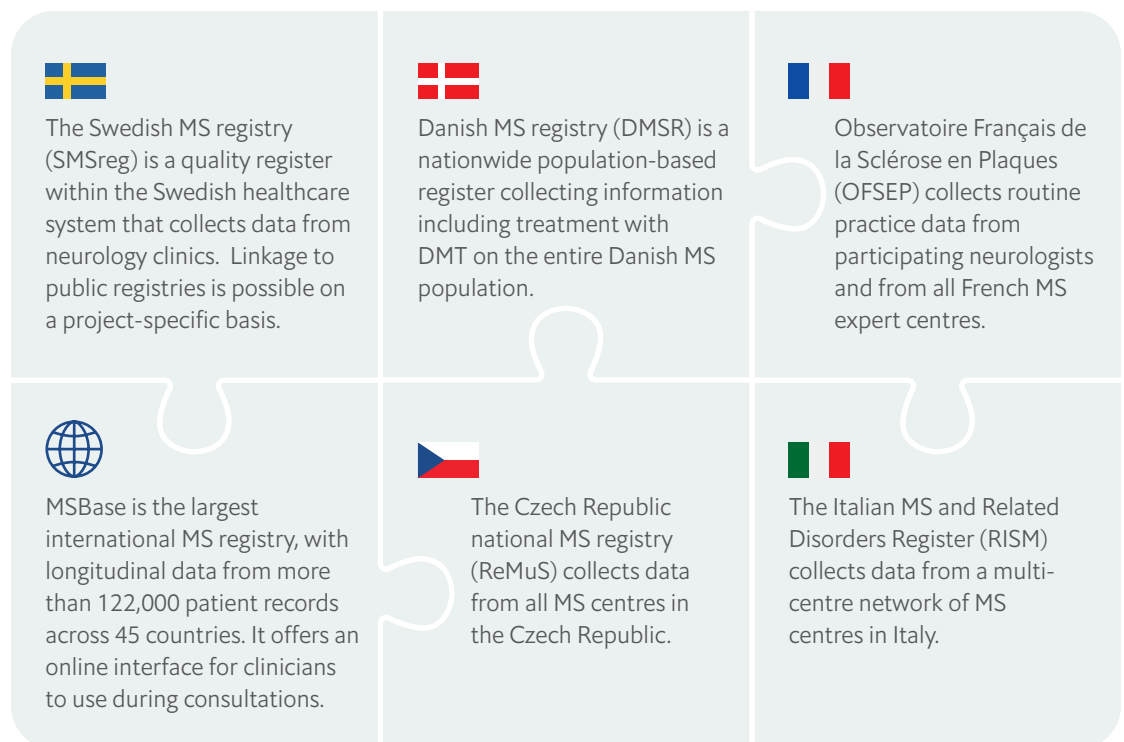 The Swedish MS registry
(SMSreg) is a quality register
within the Swedish healthcare
system that collects data from
neurology clinics.  Linkage to
public registries is possible on
a project-specific basis.
Danish MS registry (DMSR) is a
nationwide population-based
register collecting information
including treatment with
DMT on the entire Danish MS
population.
Observatoire Français de
la Sclérose en Plaques
(OFSEP) collects routine
practice data from
participating neurologists
and from all French MS
expert centres.
MSBase is the largest
international MS registry, with
longitudinal data from more
than 122,000 patient records
across 45 countries. It offers an
online interface for clinicians
to use during consultations.
The Czech Republic
national MS registry
(ReMuS) collects data
from all MS centres in
the Czech Republic.
The Italian MS and Related
Disorders Register (RISM)
collects data from a multi-
centre network of MS
centres in Italy.